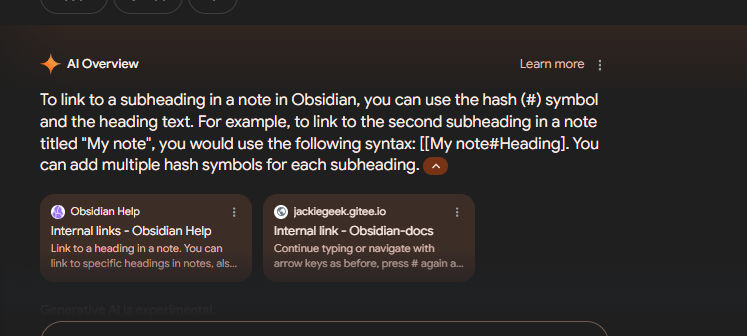 AI Overview
Learn more
To link to a subheading in a note in Obsidian, you can use the hash (#) symbol
and the heading text. For example, to link to the second subheading in a note
titled "My note", you would use the following syntax: [[My note#Heading]. You
can add multiple hash symbols for each subheading.
Obsidian Help
Internal links - Obsidian Help
Link to a heading in a note. You can
link to specific headings in notes, als...
jackiegeek.gitee.io
Internal link - Obsidian-docs
Continue typing or navigate with
arrow keys as before, press # again a...
Generative AI is experimental.